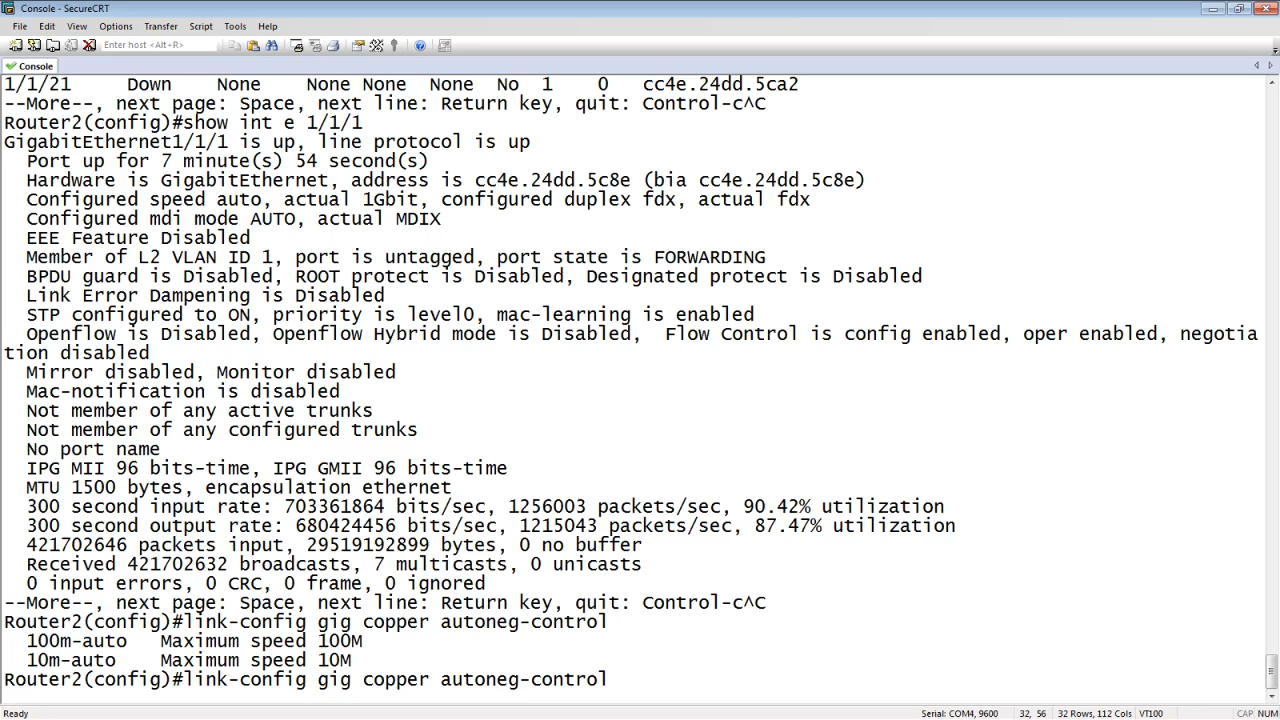 Console - SecureCRT
File Edit View Options Transfer Script Tools Help
Enter host <Alt+R>
Console
1/1/21     Down    None     None None  None  No  1    0   cc4e.24dd.5ca2
--More--, next page: Space, next line: Return key, quit: Control-c^C
Router2(config)#show int e 1/1/1
GigabitEthernet1/1/1 is up, line protocol is up
  Port up for 7 minute(s) 54 second(s)
  Hardware is GigabitEthernet, address is cc4e.24dd.5c8e (bia cc4e.24dd.5c8e)
  Configured speed auto, actual 1Gbit, configured duplex fdx, actual fdx
  Configured mdi mode AUTO, actual MDIX
  EEE Feature Disabled
  Member of L2 VLAN ID 1, port is untagged, port state is FORWARDING
  BPDU guard is Disabled, ROOT protect is Disabled, Designated protect is Disabled
  Link Error Dampening is Disabled
  STP configured to ON, priority is level0, mac-learning is enabled
  Openflow is Disabled, Openflow Hybrid mode is Disabled,  Flow Control is config enabled, oper enabled, negotia
tion disabled
  Mirror disabled, Monitor disabled
  Mac-notification is disabled
  Not member of any active trunks
  Not member of any configured trunks
  No port name
  IPG MII 96 bits-time, IPG GMII 96 bits-time
  MTU 1500 bytes, encapsulation ethernet
  300 second input rate: 703361864 bits/sec, 1256003 packets/sec, 90.42% utilization
  300 second output rate: 680424456 bits/sec, 1215043 packets/sec, 87.47% utilization
  421702646 packets input, 29519192899 bytes, 0 no buffer
  Received 421702632 broadcasts, 7 multicasts, 0 unicasts
  0 input errors, 0 CRC, 0 frame, 0 ignored
--More--, next page: Space, next line: Return key, quit: Control-c^C
Router2(config)#link-config gig copper autoneg-control
  100m-auto   Maximum speed 100M
  10m-auto    Maximum speed 10M
Router2(config)#link-config gig copper autoneg-control
Ready Serial: COM4, 9600 32, 56 32 Rows, 112 Cols VT100 CAP NUM